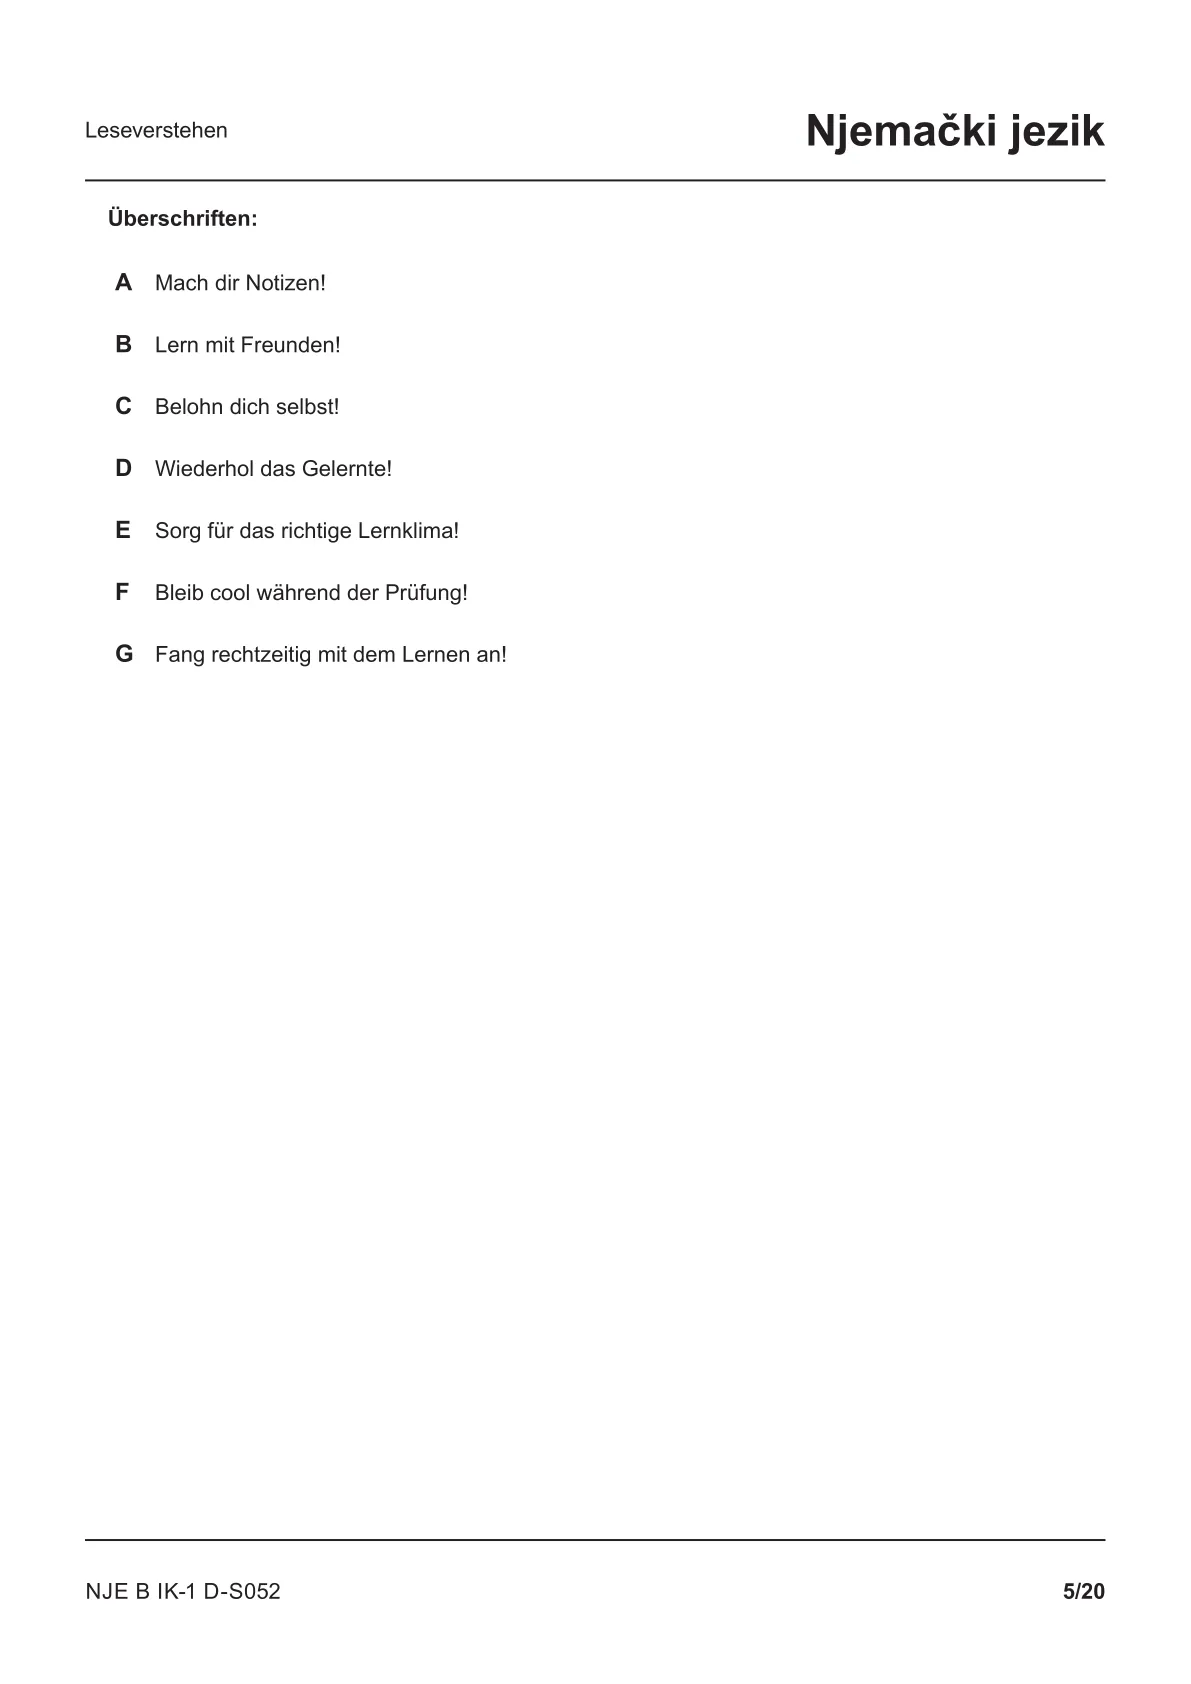 Leseverstehen
Njemački jezik
Überschriften:
A Mach dir Notizen!
B Lern mit Freunden!
C Belohn dich selbst!
D Wiederhol das Gelernte!
E Sorg für das richtige Lernklima!
F Bleib cool während der Prüfung!
G Fang rechtzeitig mit dem Lernen an!
NJE B IK-1 D-S052
5/20